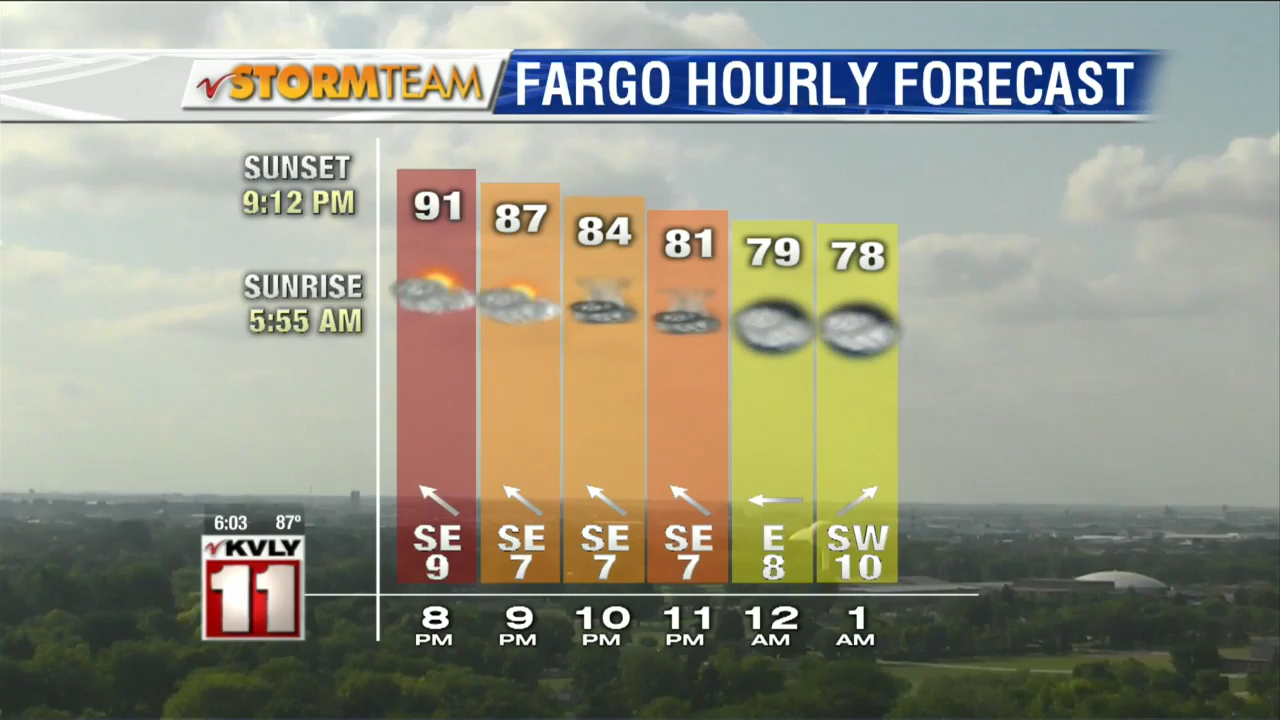 STORMTEAM FARGO HOURLY FORECAST
SUNSET
9:12 PM
SUNRISE
5:55 AM
91 87 84 81 79 78
SE SE SE SE E SW
9 7 7 7 8 10
8 9 10 11 12 1
PM PM PM PM AM AM
6:03 87º
KVLY
11